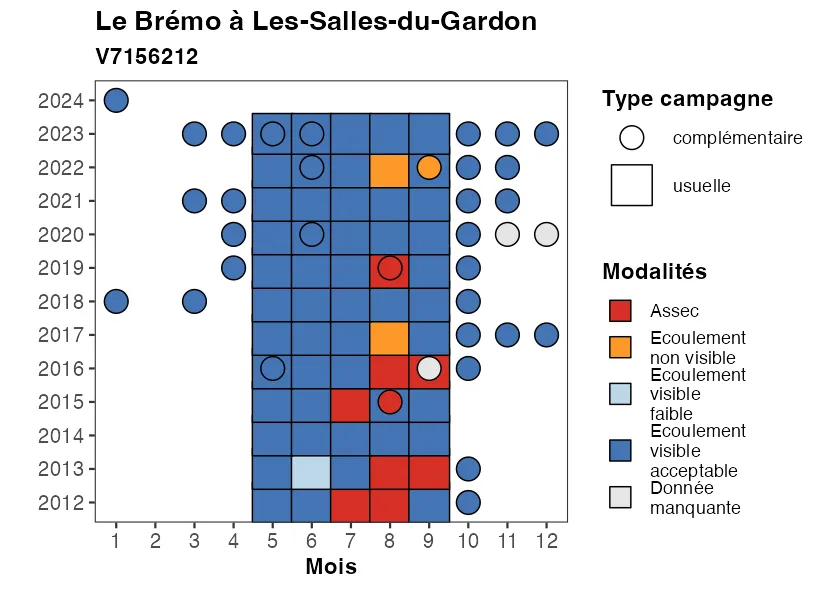 Le Brémo à Les-Salles-du-Gardon
V7156212
2024
2023
2022
2021
2020
2019
2018
2017
2016
2015
2014
2013
2012
1 2 3 4 5 6 7 8 9 10 11 12
Mois
Type campagne
complémentaire
usuelle
Modalités
Assec
Ecoulement
non visible
Ecoulement
visible
faible
Ecoulement
visible
acceptable
Donnée
manquante